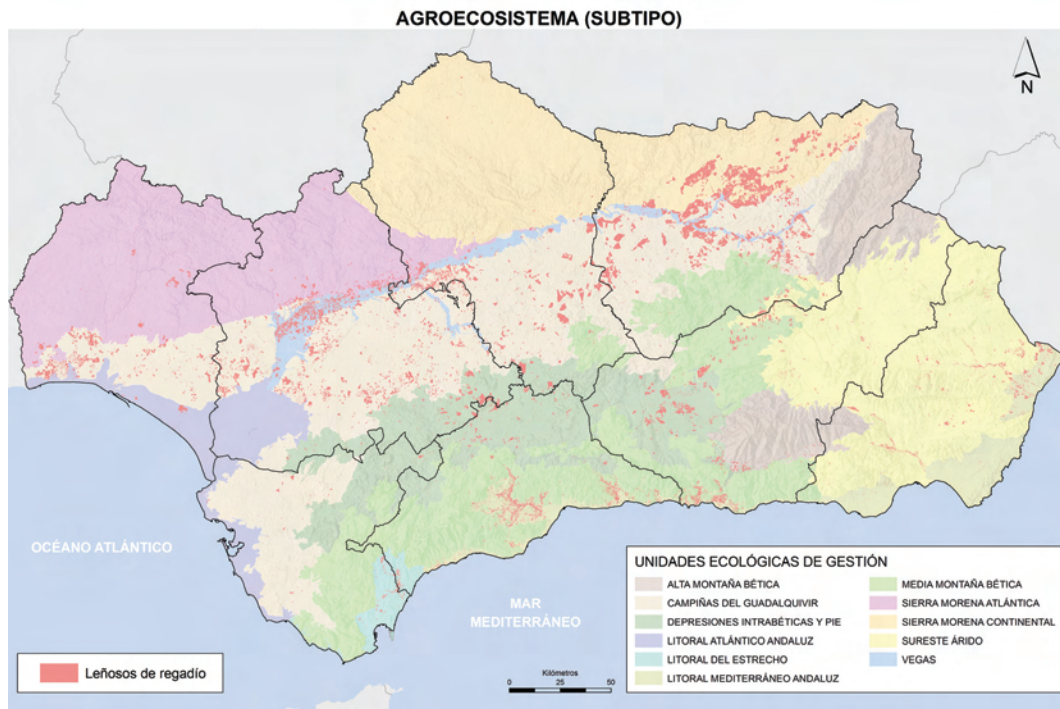 AGROECOSISTEMA (SUBTIPO)
N
OCÉANO ATLÁNTICO
MAR
MEDITERRÁNEO
Leñosos de regadío
Kilómetros
0 25 50
UNIDADES ECOLÓGICAS DE GESTIÓN
ALTA MONTAÑA BÉTICA
CAMPIÑAS DEL GUADALQUIVIR
DEPRESIONES INTRABÉTICAS Y PIE
LITORAL ATLÁNTICO ANDALUZ
LITORAL DEL ESTRECHO
LITORAL MEDITERRÁNEO ANDALUZ
MEDIA MONTAÑA BÉTICA
SIERRA MORENA ATLÁNTICA
SIERRA MORENA CONTINENTAL
SURESTE ÁRIDO
VEGAS